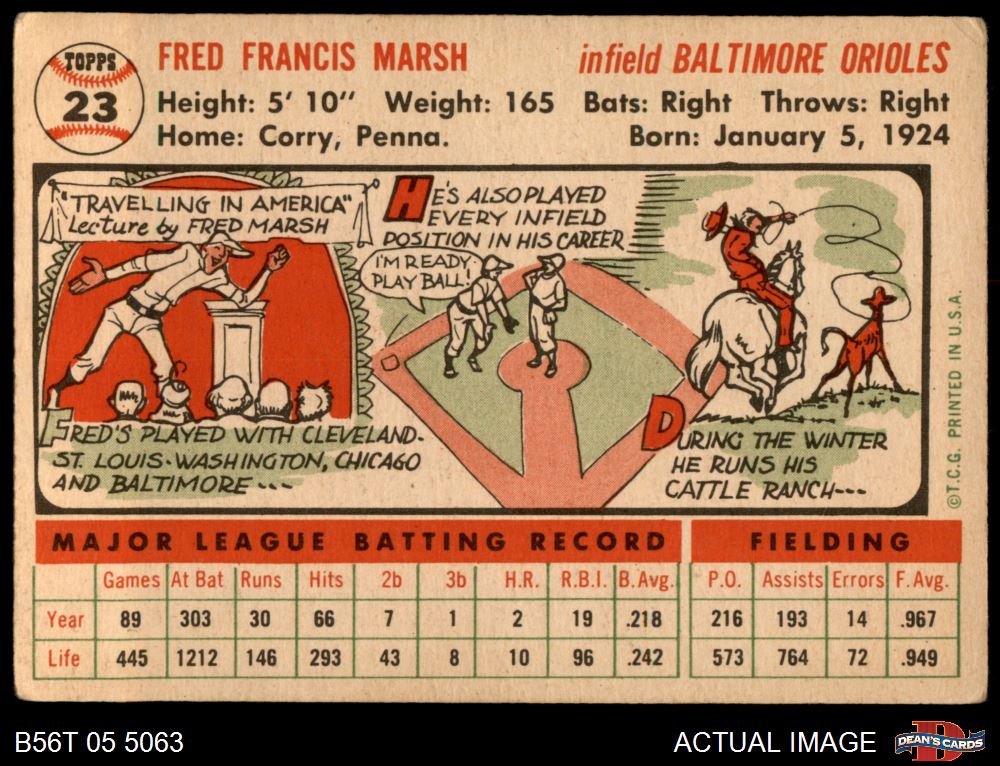 TOPPS
23
FRED FRANCIS MARSH
infield BALTIMORE ORIOLES
Height: 5' 10" Weight: 165 Bats: Right Throws: Right
Home: Corry, Penna. Born: January 5, 1924
"TRAVELLING IN AMERICA"
Lecture by FRED MARSH
HE'S ALSO PLAYED
EVERY INFIELD
POSITION IN HIS CAREER
I'M READY.
PLAY BALL!
FRED'S PLAYED WITH CLEVELAND-
ST. LOUIS-WASHINGTON, CHICAGO
AND BALTIMORE ---
DURING THE WINTER
HE RUNS HIS
CATTLE RANCH---
©T.C.G. PRINTED IN U.S.A.
MAJOR LEAGUE BATTING RECORD FIELDING
Games At Bat Runs Hits 2b 3b H.R. R.B.I. B.Avg. P.O. Assists Errors F.Avg.
Year 89 303 30 66 7 1 2 19 .218 216 193 14 .967
Life 445 1212 146 293 43 8 10 96 .242 573 764 72 .949
B56T 05 5063
ACTUAL IMAGE
DEAN'S CARDS